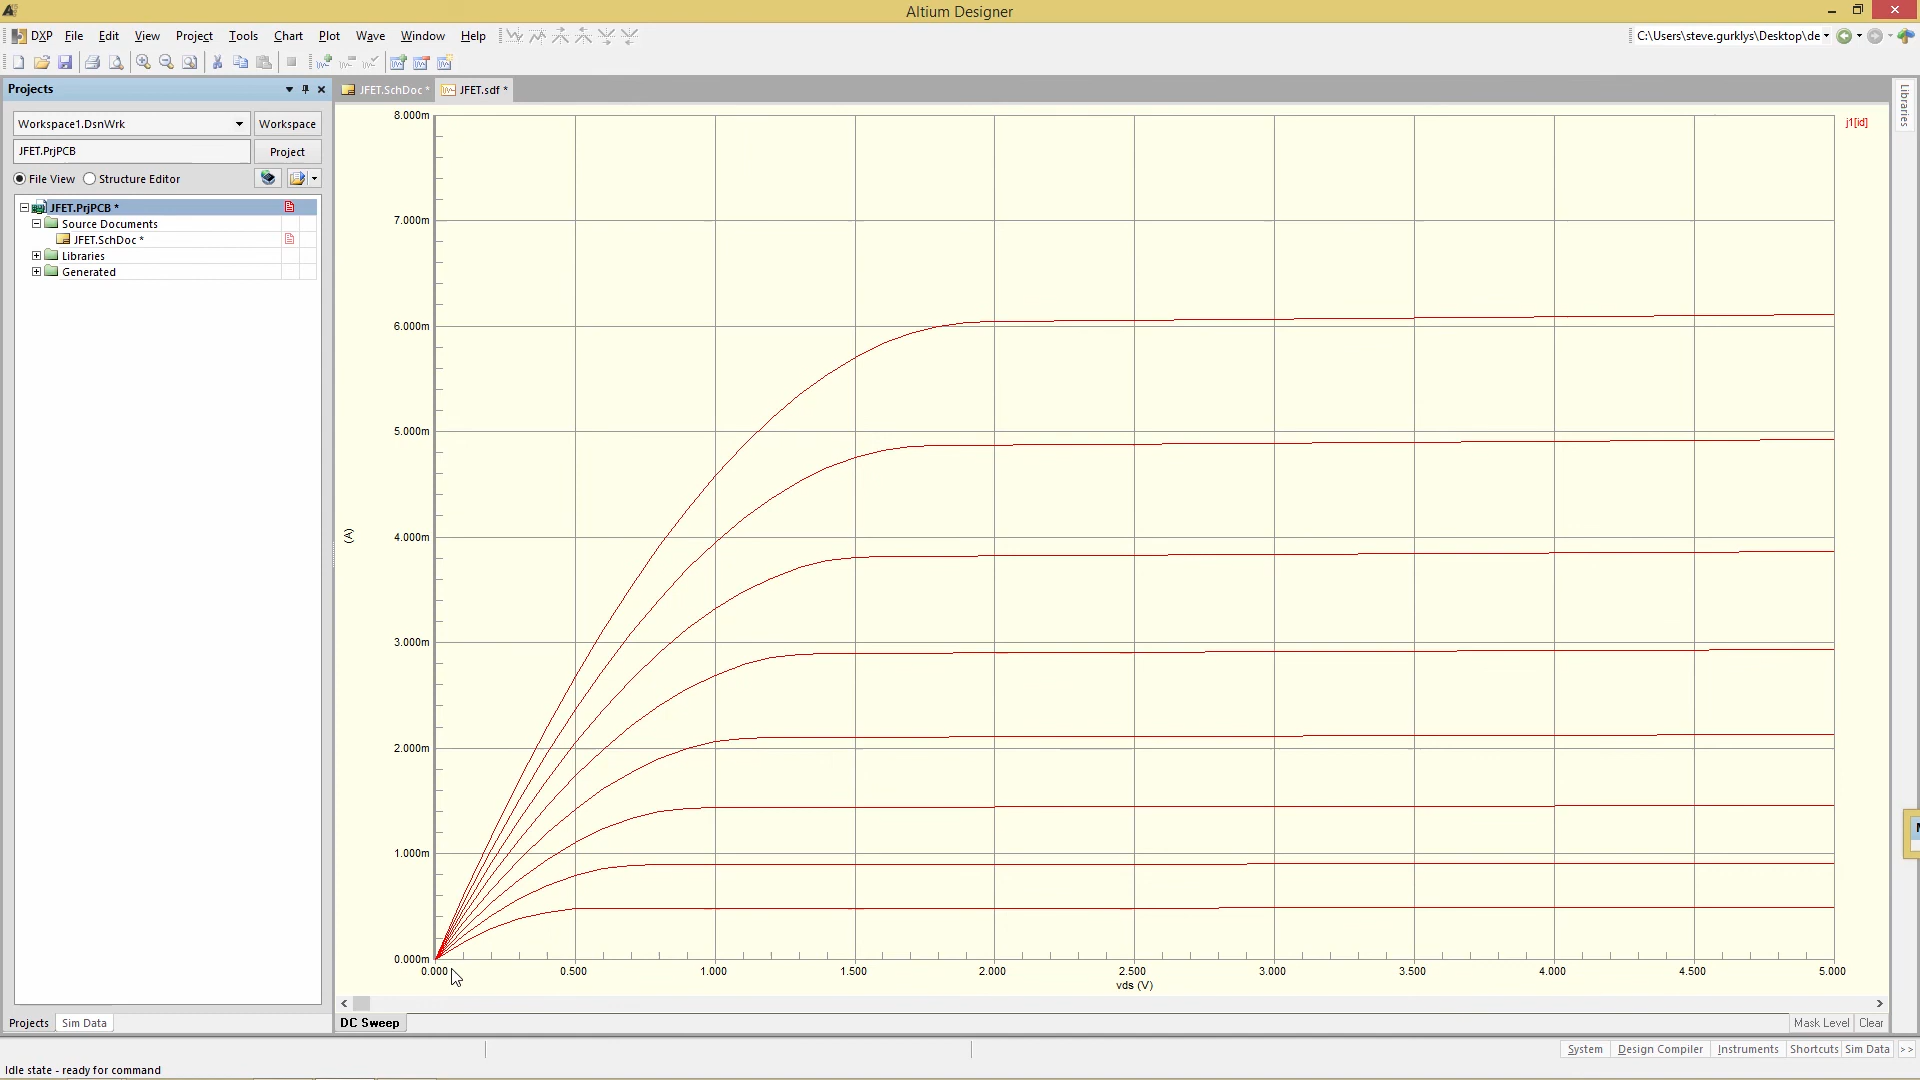 Altium Designer
DXP File Edit View Project Tools Chart Plot Wave Window Help
C:\Users\steve.gurklys\Desktop\de
Projects
JFET.SchDoc *
JFET.sdf *
Workspace1.DsnWrk
Workspace
JFET.PrjPCB
Project
File View
Structure Editor
JFET.PrjPCB *
Source Documents
JFET.SchDoc *
Libraries
Generated
Libraries
j1[id]
8.000m
7.000m
6.000m
5.000m
(A)
4.000m
3.000m
2.000m
1.000m
0.000m
0.000 0.500 1.000 1.500 2.000 2.500 3.000 3.500 4.000 4.500 5.000
vds (V)
Projects
Sim Data
DC Sweep
Mask Level
Clear
System
Design Compiler
Instruments
Shortcuts
Sim Data
>>
Idle state - ready for command